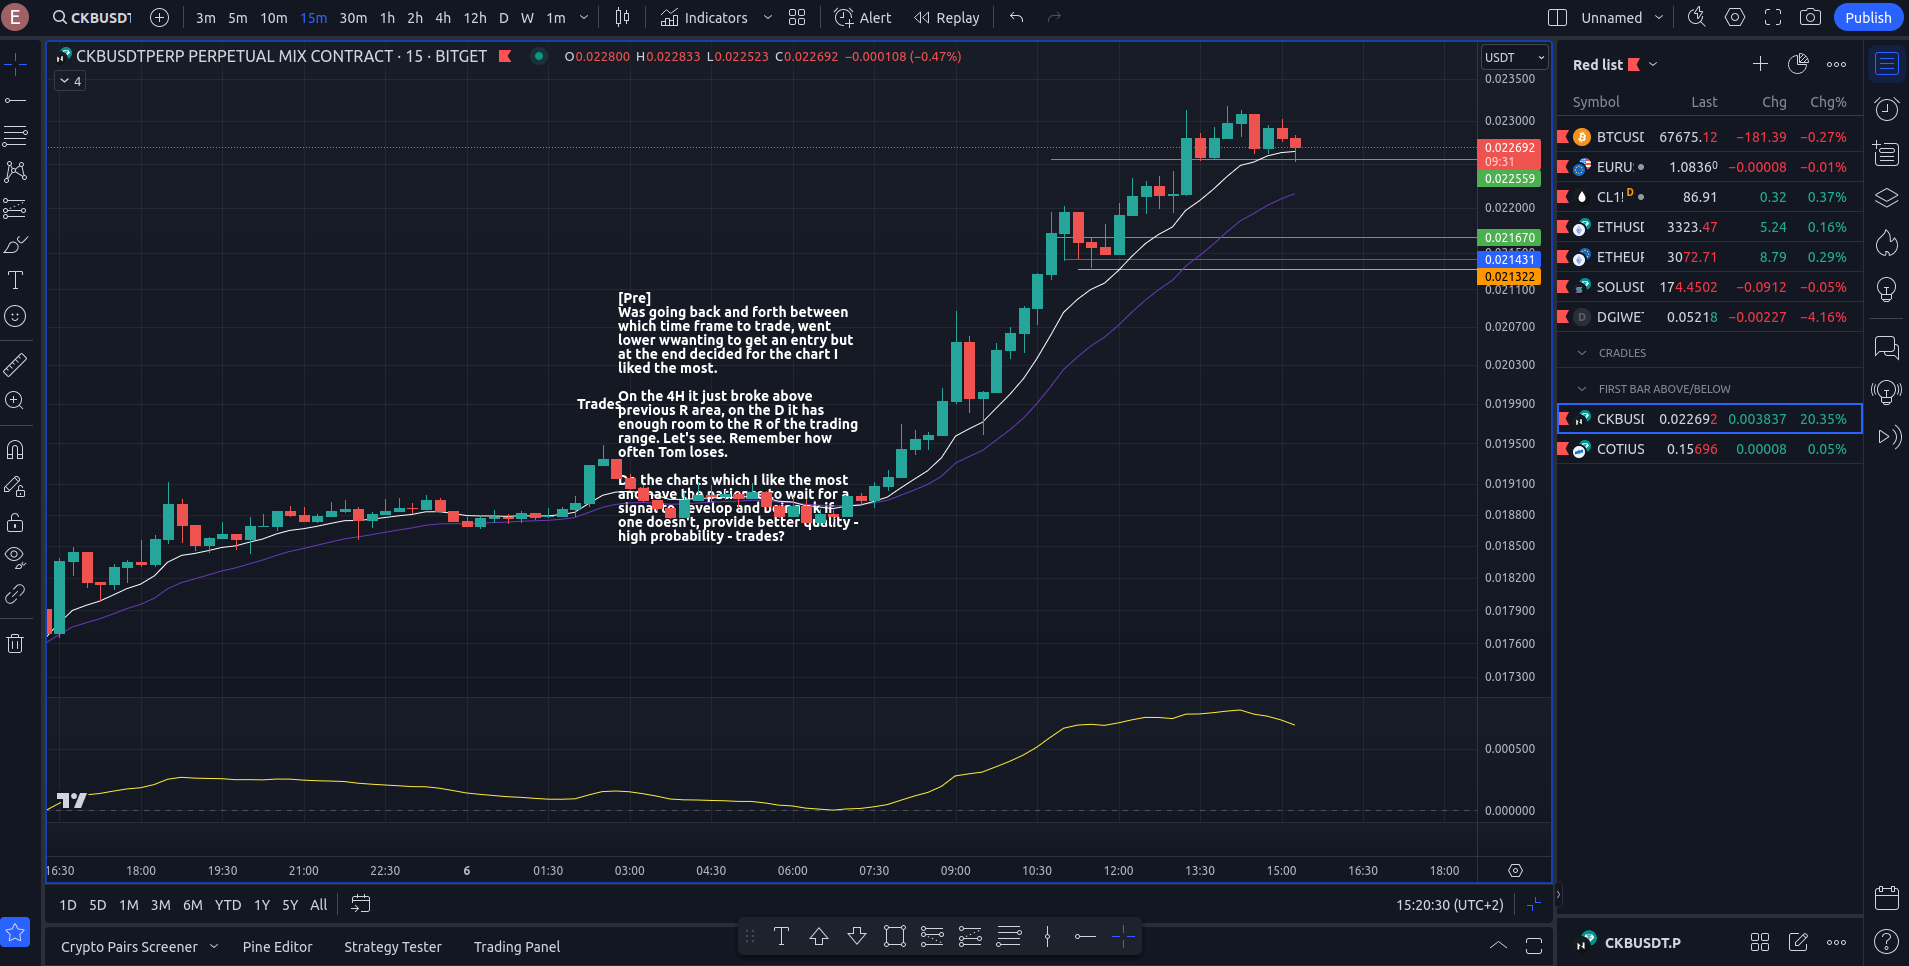 E
CKBUSDT
3m 5m 10m 15m 30m 1h 2h 4h 12h D W 1m
Indicators
Alert
Replay
Unnamed
Publish
CKBUSDTPERP PERPETUAL MIX CONTRACT · 15 · BITGET
O0.022800 H0.022833 L0.022523 C0.022692 −0.000108 (−0.47%)
4
USDT
0.023500
0.023000
0.022692
09:31
0.022559
0.022000
0.021670
0.021431
0.021322
0.021100
0.020700
0.020300
0.019900
0.019500
0.019100
0.018800
0.018500
0.018200
0.017900
0.017600
0.017300
0.000500
0.000000
[Pre]
Was going back and forth between
which time frame to trade, went
lower wwanting to get an entry but
at the end decided for the chart I
liked the most.
Trades
On the 4H it just broke above
previous R area, on the D it has
enough room to the R of the trading
range. Let's see. Remember how
often Tom loses.
the charts which I like the most
and have the patience to wait for a
signal to develop and being ok if
one doesn't, provide better quality -
high probability - trades?
16:30 18:00 19:30 21:00 22:30 6 01:30 03:00 04:30 06:00 07:30 09:00 10:30 12:00 13:30 15:00 16:30 18:00
1D 5D 1M 3M 6M YTD 1Y 5Y All
15:20:30 (UTC+2)
Crypto Pairs Screener
Pine Editor
Strategy Tester
Trading Panel
Red list
Symbol Last Chg Chg%
BTCUSD 67675.12 −181.39 −0.27%
EURU 1.08360 −0.00008 −0.01%
CL1! D 86.91 0.32 0.37%
ETHUSD 3323.47 5.24 0.16%
ETHEUR 3072.71 8.79 0.29%
SOLUSD 174.4502 −0.0912 −0.05%
D DGIWE 0.05218 −0.00227 −4.16%
CRADLES
FIRST BAR ABOVE/BELOW
CKBUSD 0.022692 0.003837 20.35%
COTIUS 0.15696 0.00008 0.05%
CKBUSDT.P